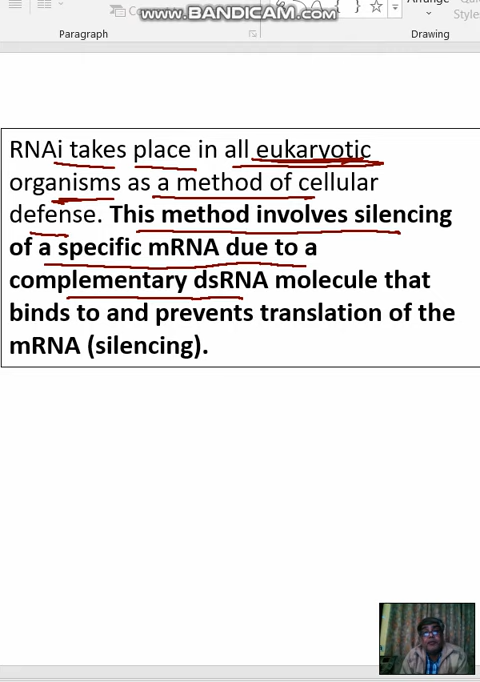 www.BANDICAM.com
Paragraph
Drawing
RNAi takes place in all eukaryotic
organisms as a method of cellular
defense. This method involves silencing
of a specific mRNA due to a
complementary dsRNA molecule that
binds to and prevents translation of the
mRNA (silencing).